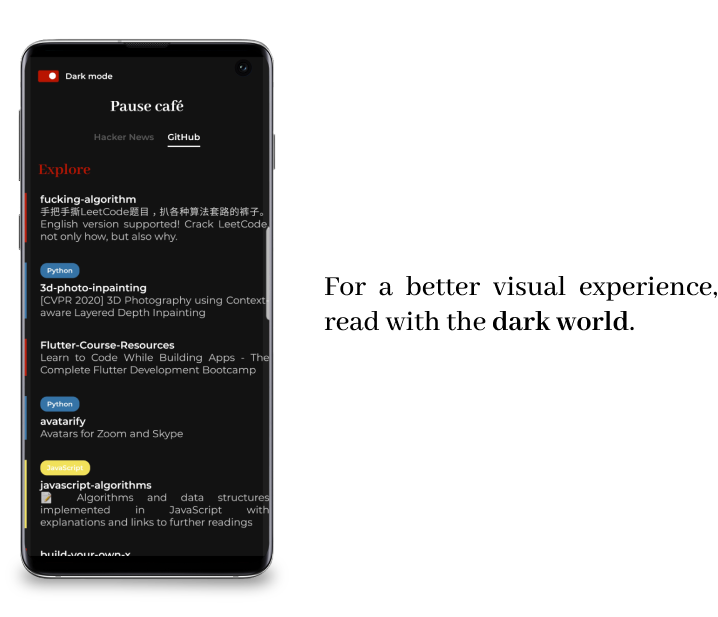 Dark mode
Pause café
Hacker News GitHub
Explore
fucking-algorithm
手把手撕LeetCode题目，扒各种算法套路的裤子。
English version supported! Crack LeetCode,
not only how, but also why.
Python
3d-photo-inpainting
[CVPR 2020] 3D Photography using Context-
aware Layered Depth Inpainting
Flutter-Course-Resources
Learn to Code While Building Apps - The
Complete Flutter Development Bootcamp
Python
avatarify
Avatars for Zoom and Skype
JavaScript
javascript-algorithms
📝 Algorithms and data structures
implemented in JavaScript with
explanations and links to further readings
build-your-own-x
For a better visual experience,
read with the dark world.